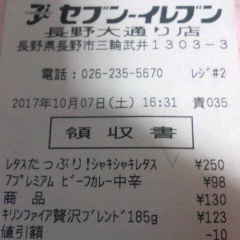 セブン-イレブン
長野大通り店
長野県長野市三輪武井1303-3
電話:026-235-5670 レジ#2
2017年10月07日(土) 16:31 責035
領収書
レタスたっぷり!シャキシャキレタス ¥250
7プレミアム ビーフカレー中辛 ¥98
商品 ¥130
キリンファイア贅沢ブレンド185g ¥123
値引額 -10